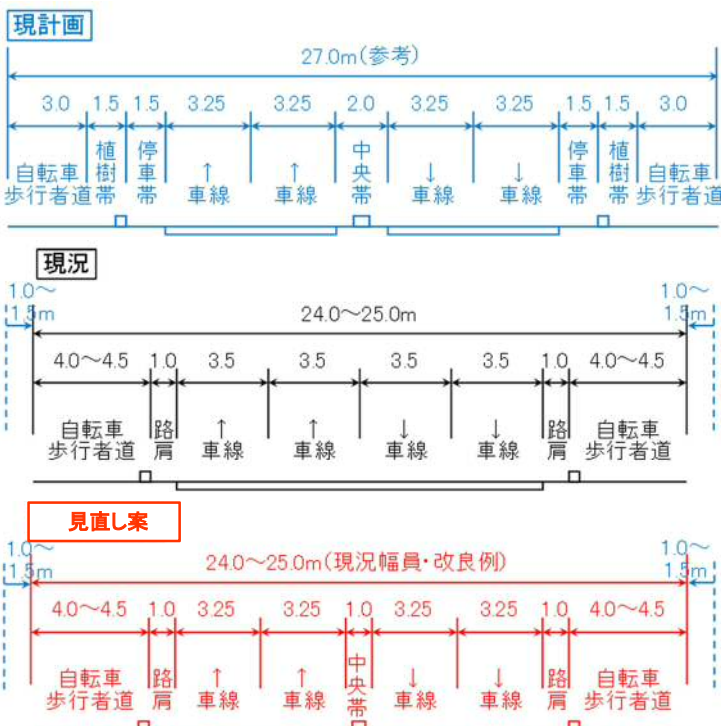 現計画
27.0m(参考)
3.0 1.5 1.5 3.25 3.25 2.0 3.25 3.25 1.5 1.5 3.0
自転車歩行者道 植樹帯 停車帯 ↑車線 ↑車線 中央帯 ↓車線 ↓車線 停車帯 植樹帯 自転車歩行者道
現況
1.0~1.5m 24.0~25.0m 1.0~1.5m
4.0~4.5 1.0 3.5 3.5 3.5 3.5 1.0 4.0~4.5
自転車歩行者道 路肩 ↑車線 ↑車線 ↓車線 ↓車線 路肩 自転車歩行者道
見直し案
1.0~1.5m 24.0~25.0m(現況幅員・改良例) 1.0~1.5m
4.0~4.5 1.0 3.25 3.25 1.0 3.25 3.25 1.0 4.0~4.5
自転車歩行者道 路肩 ↑車線 ↑車線 中央帯 ↓車線 ↓車線 路肩 自転車歩行者道